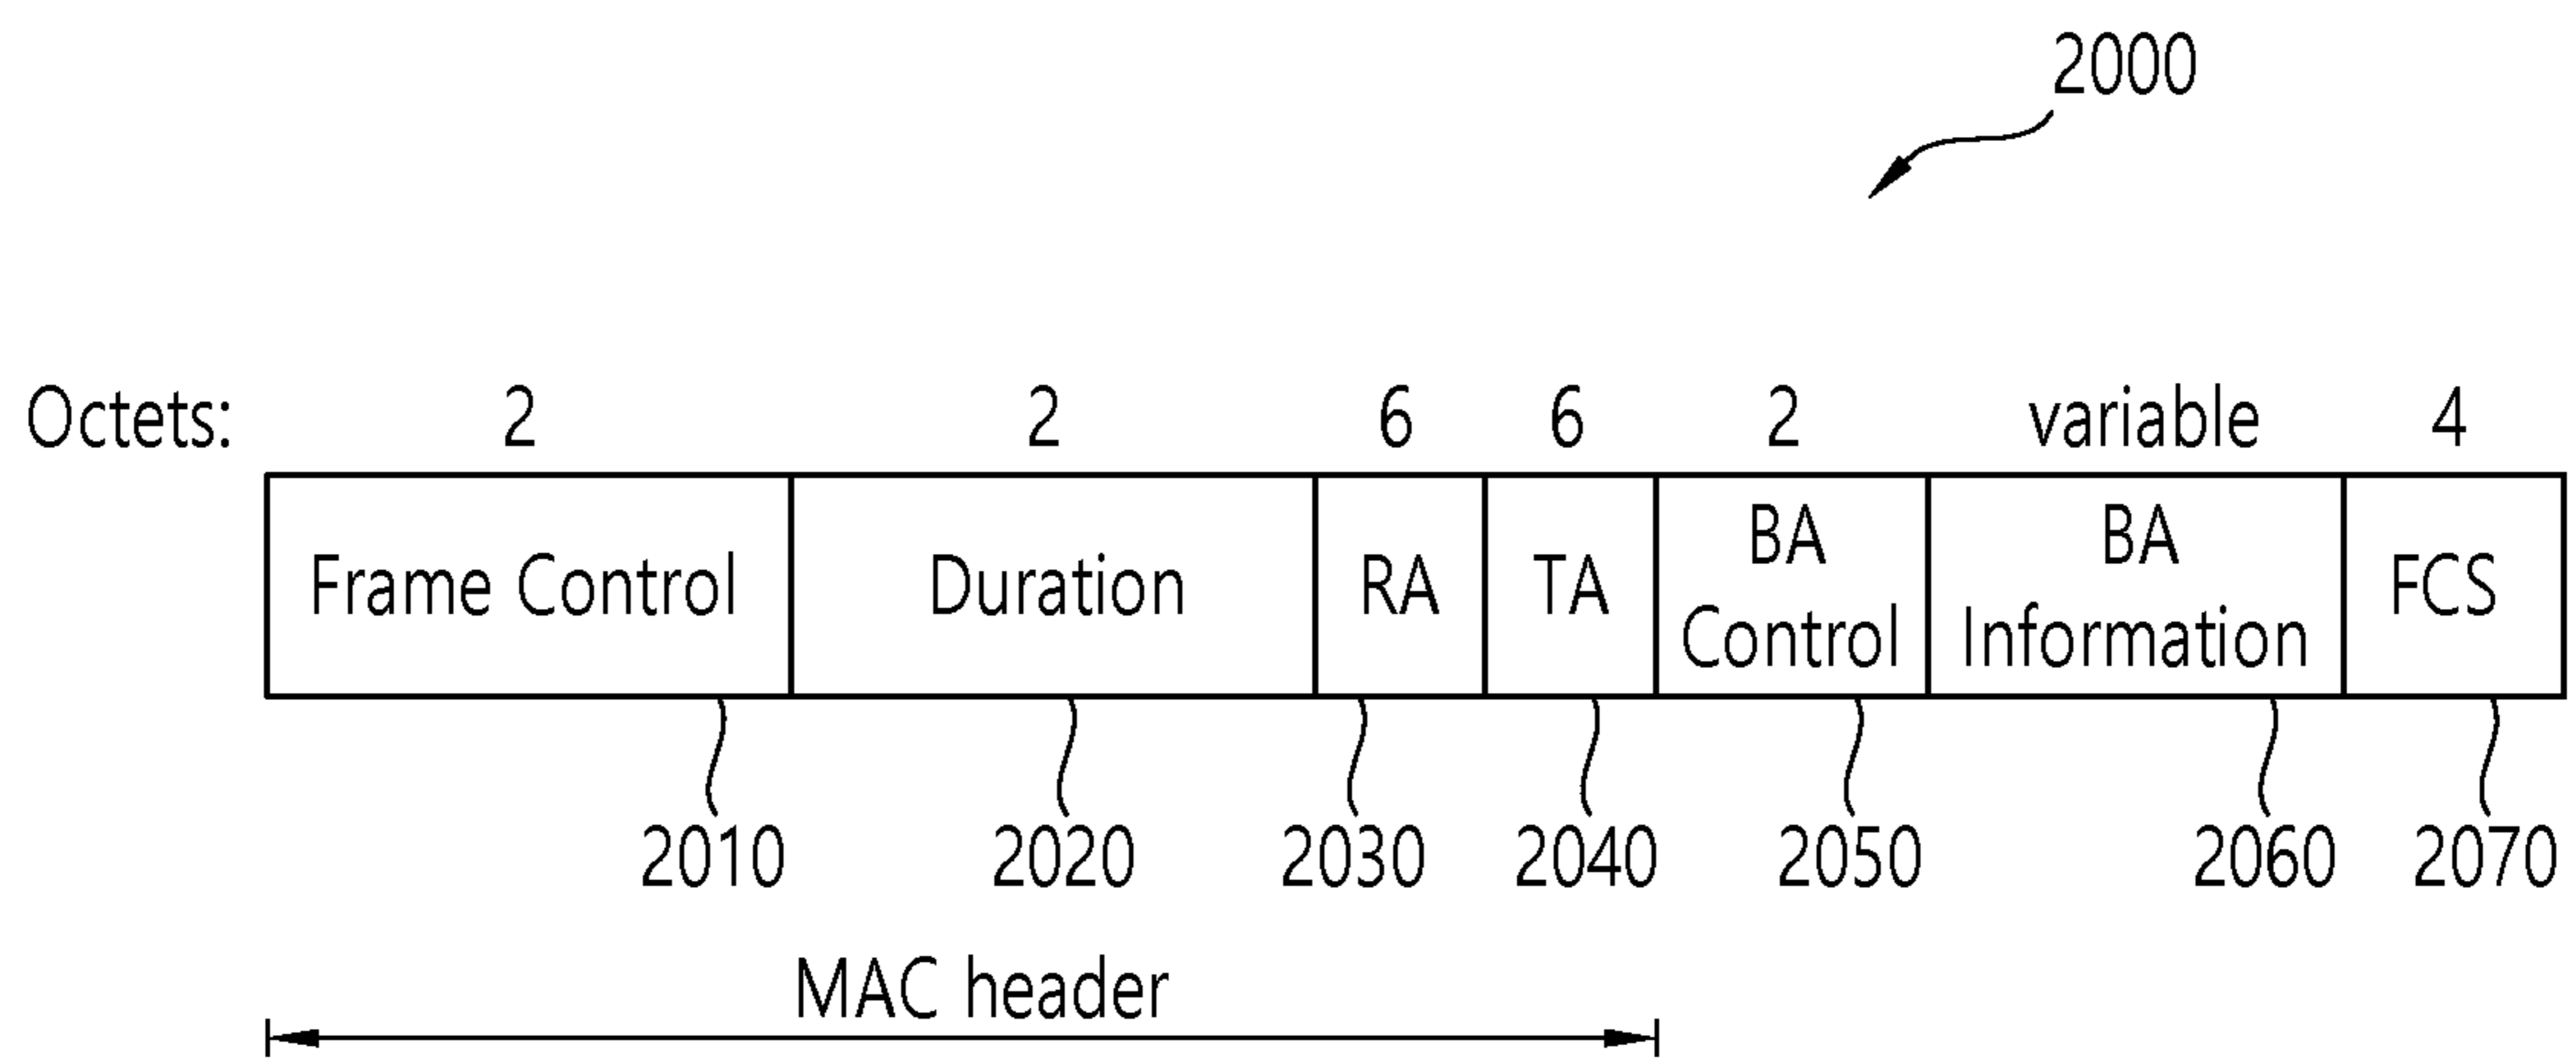 2000
Octets: 2 2 6 6 2 variable 4
Frame Control Duration RA TA BA Control BA Information FCS
2010 2020 2030 2040 2050 2060 2070
MAC header